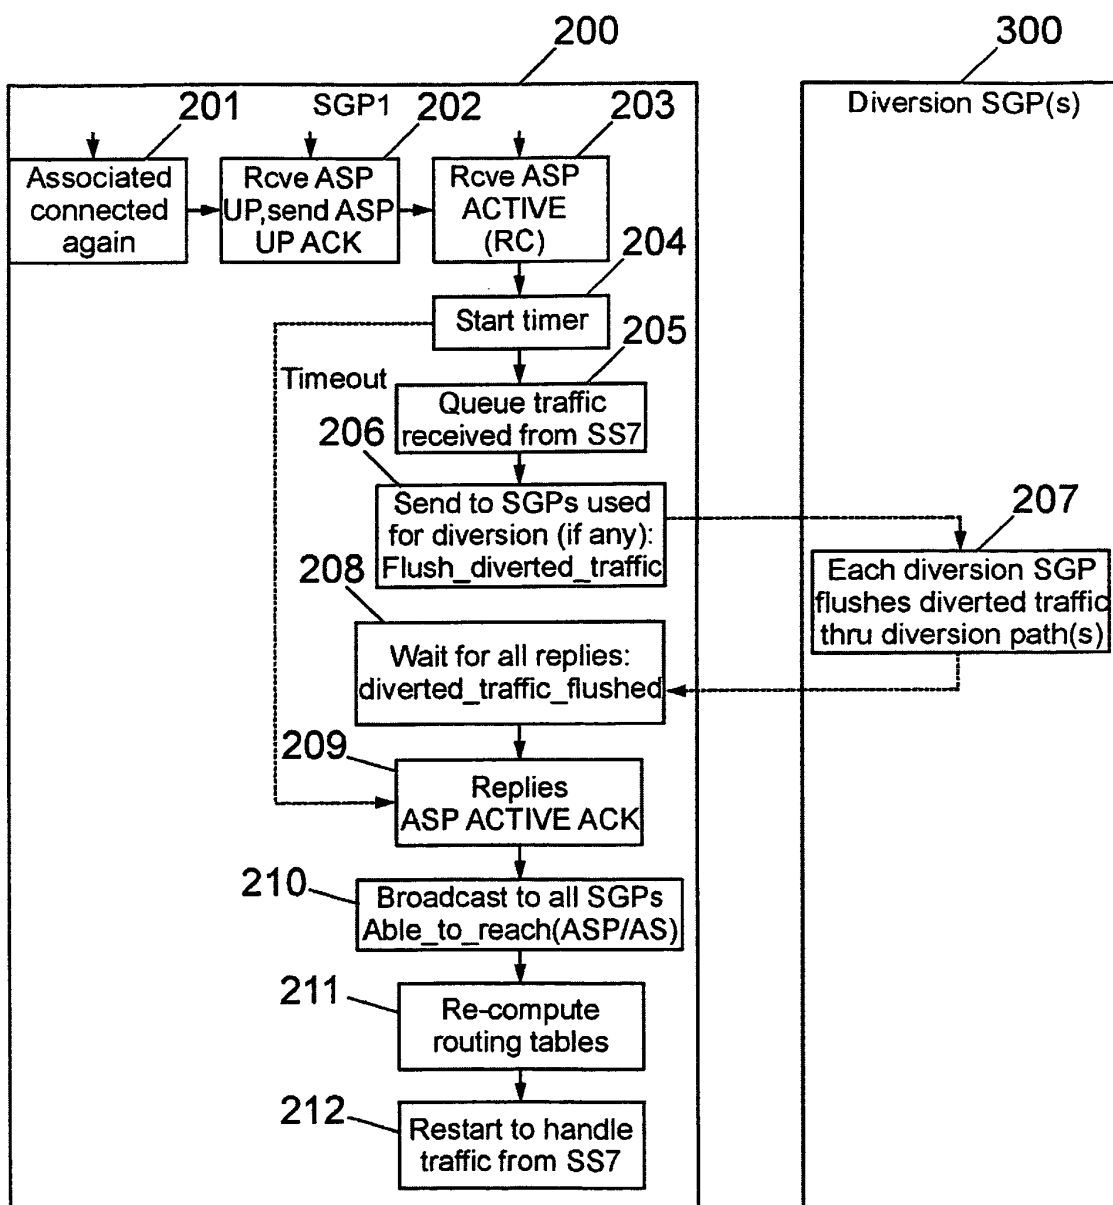 200
300
SGP1
Diversion SGP(s)
201
202
203
Associated
connected
again
Rcve ASP
UP,send ASP
UP ACK
Rcve ASP
ACTIVE
(RC)
204
Start timer
205
Timeout
Queue traffic
received from SS7
206
Send to SGPs used
for diversion (if any):
Flush_diverted_traffic
207
Each diversion SGP
flushes diverted traffic
thru diversion path(s)
208
Wait for all replies:
diverted_traffic_flushed
209
Replies
ASP ACTIVE ACK
210
Broadcast to all SGPs
Able_to_reach(ASP/AS)
211
Re-compute
routing tables
212
Restart to handle
traffic from SS7